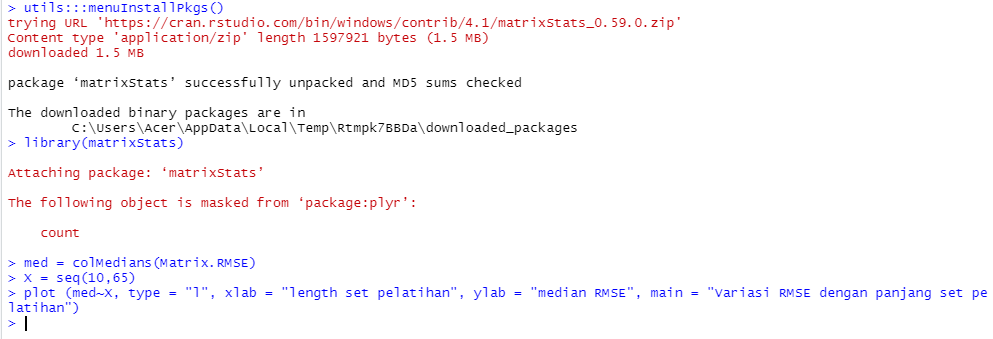 > utils:::menuInstallPkgs()
trying URL 'https://cran.rstudio.com/bin/windows/contrib/4.1/matrixStats_0.59.0.zip'
Content type 'application/zip' length 1597921 bytes (1.5 MB)
downloaded 1.5 MB
package ‘matrixStats’ successfully unpacked and MD5 sums checked
The downloaded binary packages are in
C:\Users\Acer\AppData\Local\Temp\Rtmpk7BBDa\downloaded_packages
> library(matrixStats)
Attaching package: ‘matrixStats’
The following object is masked from ‘package:plyr’:
count
> med = colMedians(Matrix.RMSE)
> X = seq(10,65)
> plot (med~X, type = "l", xlab = "length set pelatihan", ylab = "median RMSE", main = "Variasi RMSE dengan panjang set pe
latihan")
>